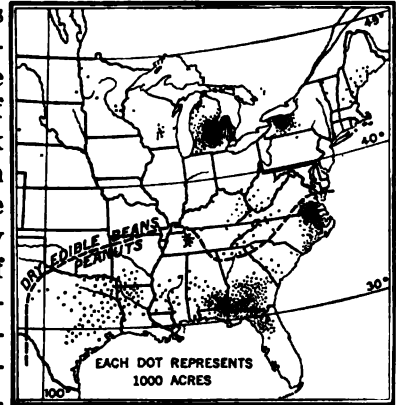 45°
40°
DRY EDIBLE BEANS
PEANUTS
30°
EACH DOT REPRESENTS
1000 ACRES
100°